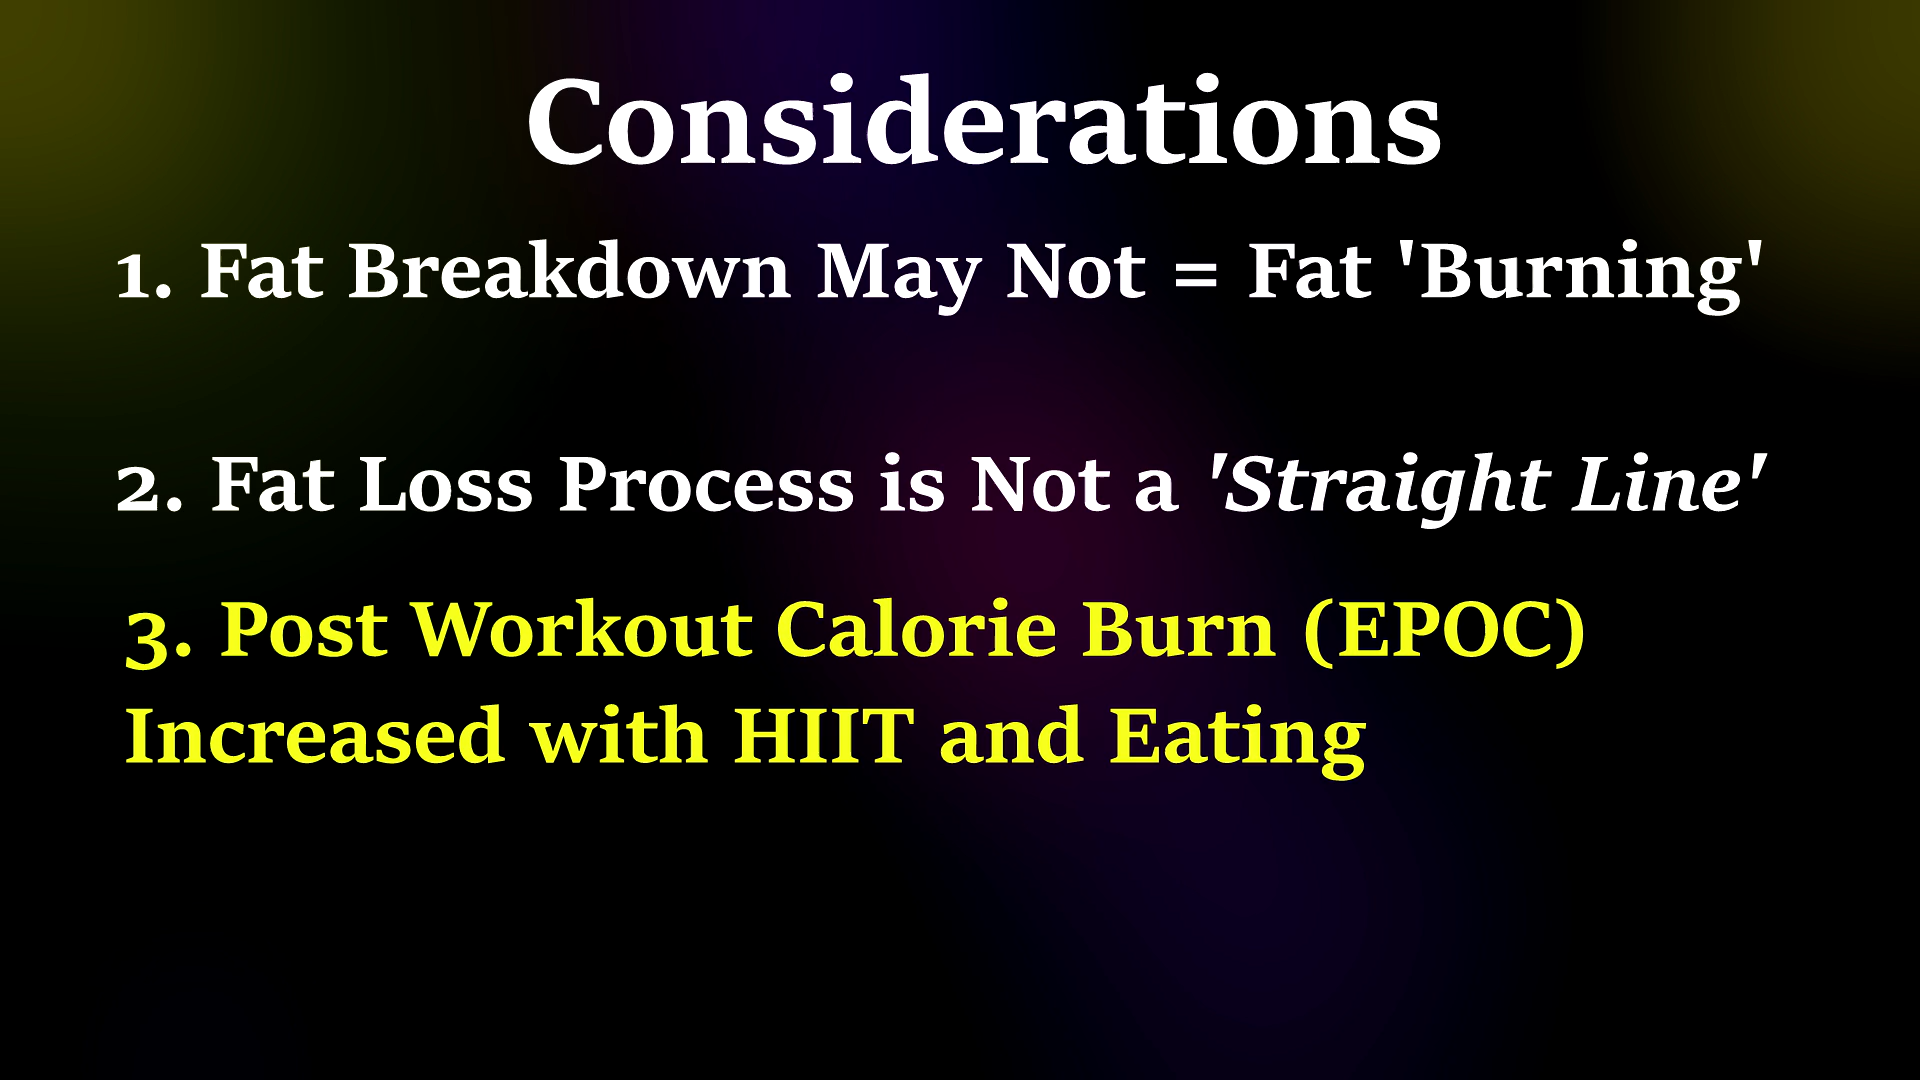 Considerations
1. Fat Breakdown May Not = Fat 'Burning'
2. Fat Loss Process is Not a 'Straight Line'
3. Post Workout Calorie Burn (EPOC)
Increased with HIIT and Eating